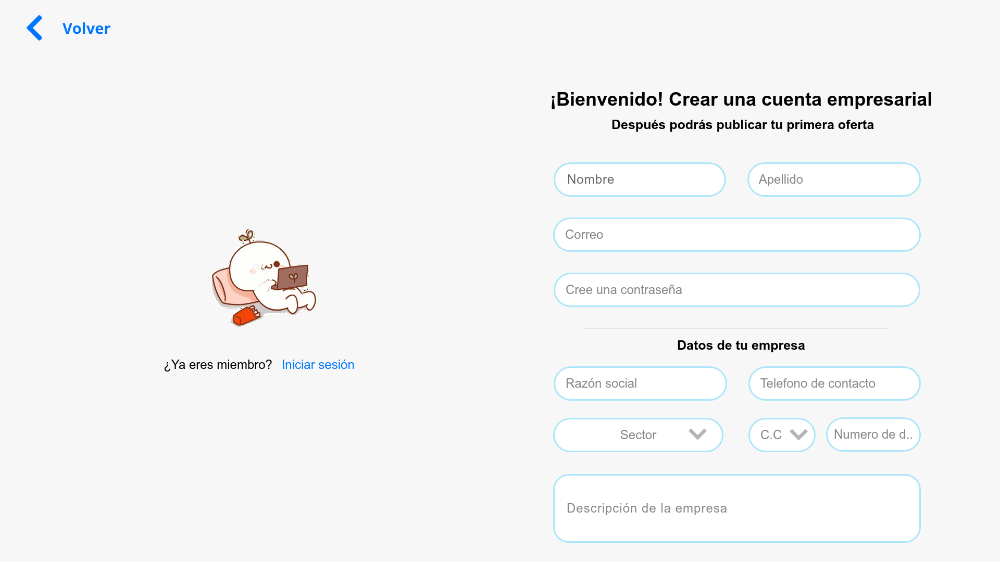 Volver
¡Bienvenido! Crear una cuenta empresarial
Después podrás publicar tu primera oferta
Nombre
Apellido
Correo
Cree una contraseña
¿Ya eres miembro? Iniciar sesión
Datos de tu empresa
Razón social
Telefono de contacto
Sector
C.C
Numero de d..
Descripción de la empresa